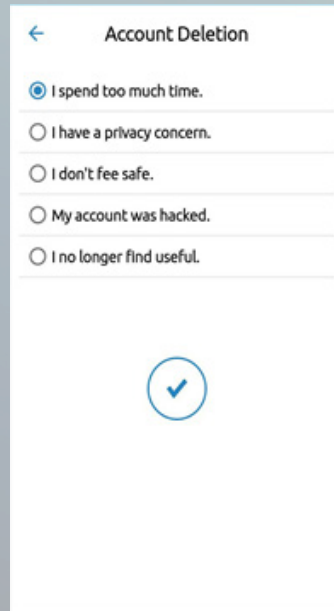 Account Deletion
I spend too much time.
I have a privacy concern.
I don't fee safe.
My account was hacked.
I no longer find useful.